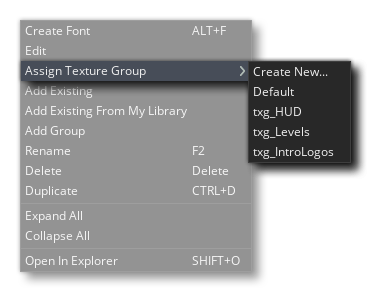 Create Font ALT+F
Edit
Assign Texture Group
Add Existing
Add Existing From My Library
Add Group
Rename F2
Delete Delete
Duplicate CTRL+D
Expand All
Collapse All
Open In Explorer SHIFT+O
Create New...
Default
txg_HUD
txg_Levels
txg_IntroLogos